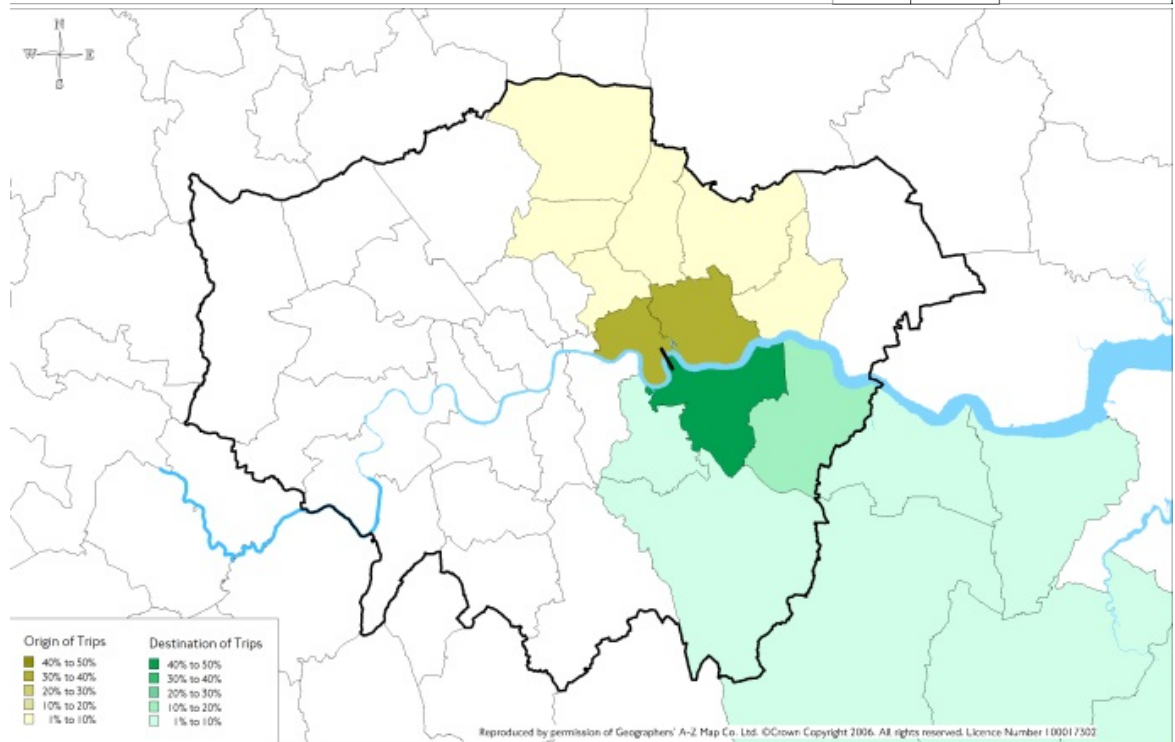 N
W E
S
Origin of Trips
40% to 50%
30% to 40%
20% to 30%
10% to 20%
1% to 10%
Destination of Trips
40% to 50%
30% to 40%
20% to 30%
10% to 20%
1% to 10%
Reproduced by permission of Geographers' A-Z Map Co. Ltd. ©Crown Copyright 2006. All rights reserved. Licence Number 100017302